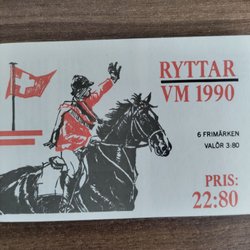 RYTTAR
VM 1990
6 FRIMÄRKEN
VALÖR 3:80
PRIS:
22:80